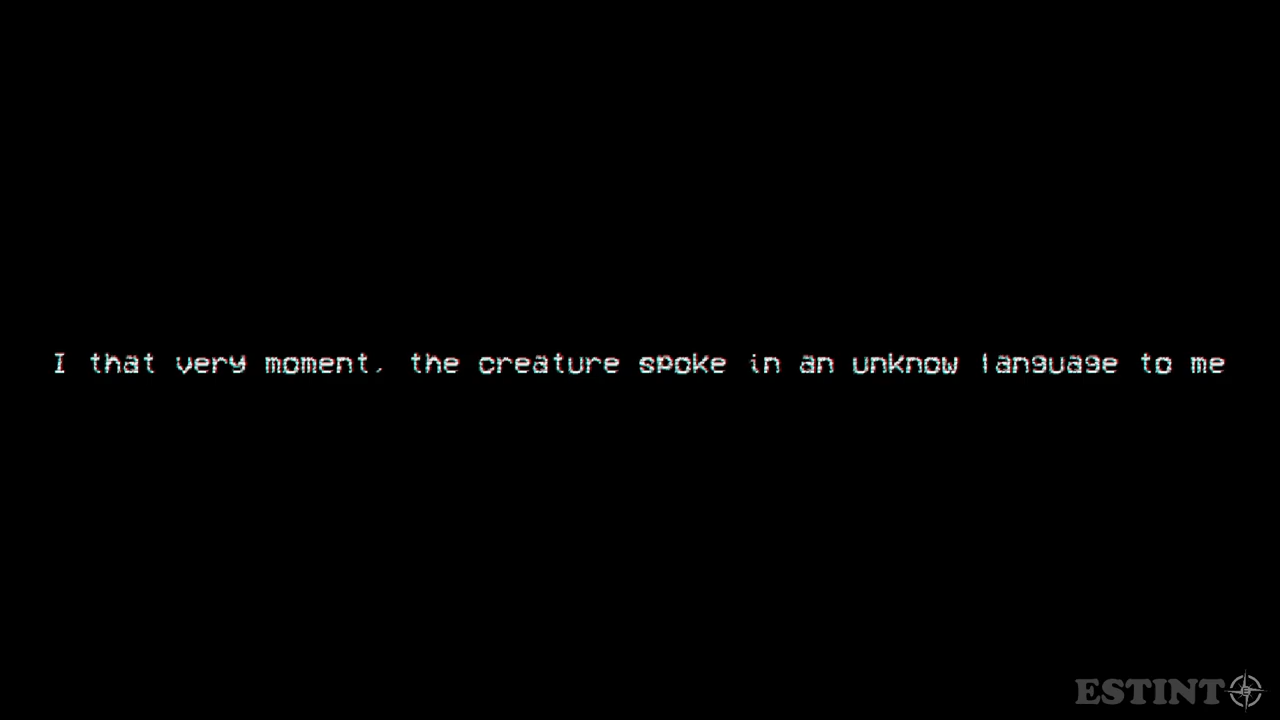 I that very moment, the creature spoke in an unknow language to me
ESTINT